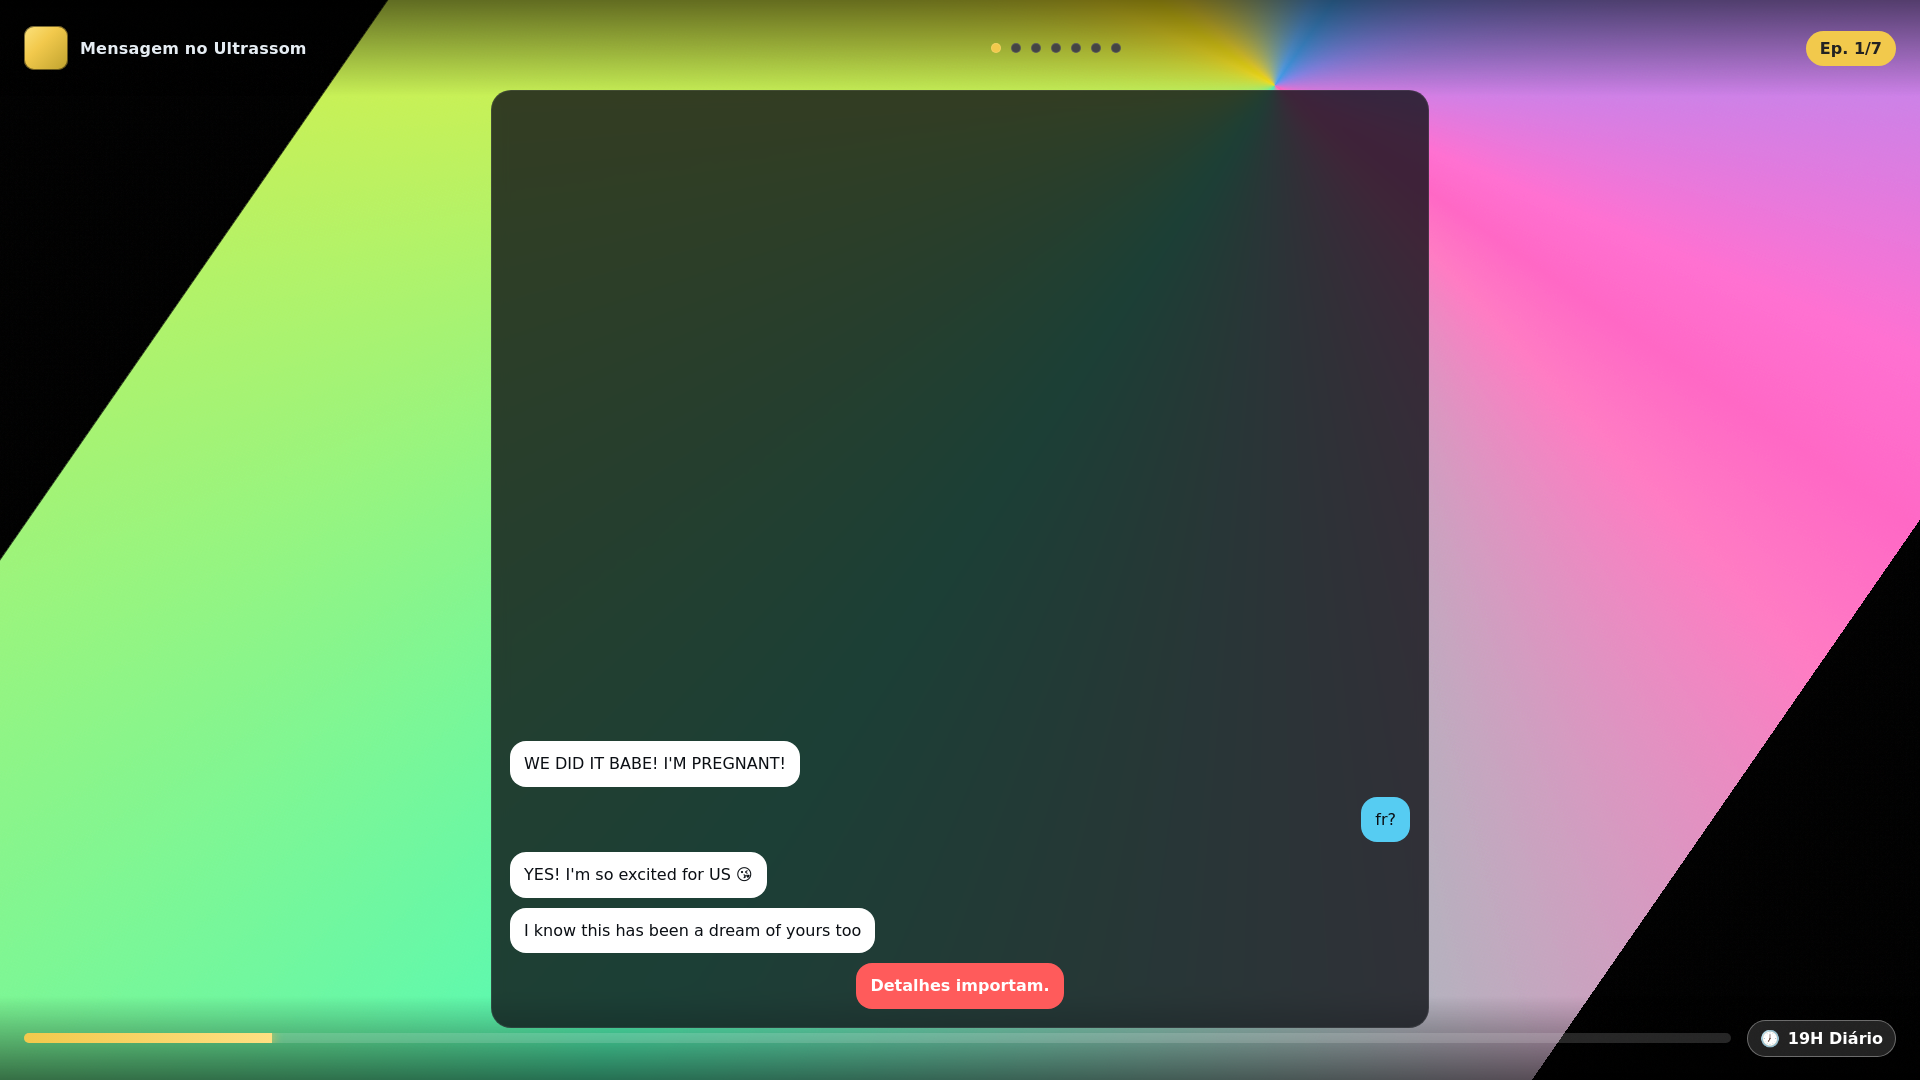 Mensagem no Ultrassom
Ep. 1/7
WE DID IT BABE! I'M PREGNANT!
fr?
YES! I'm so excited for US 😘
I know this has been a dream of yours too
Detalhes importam.
🕖 19H Diário